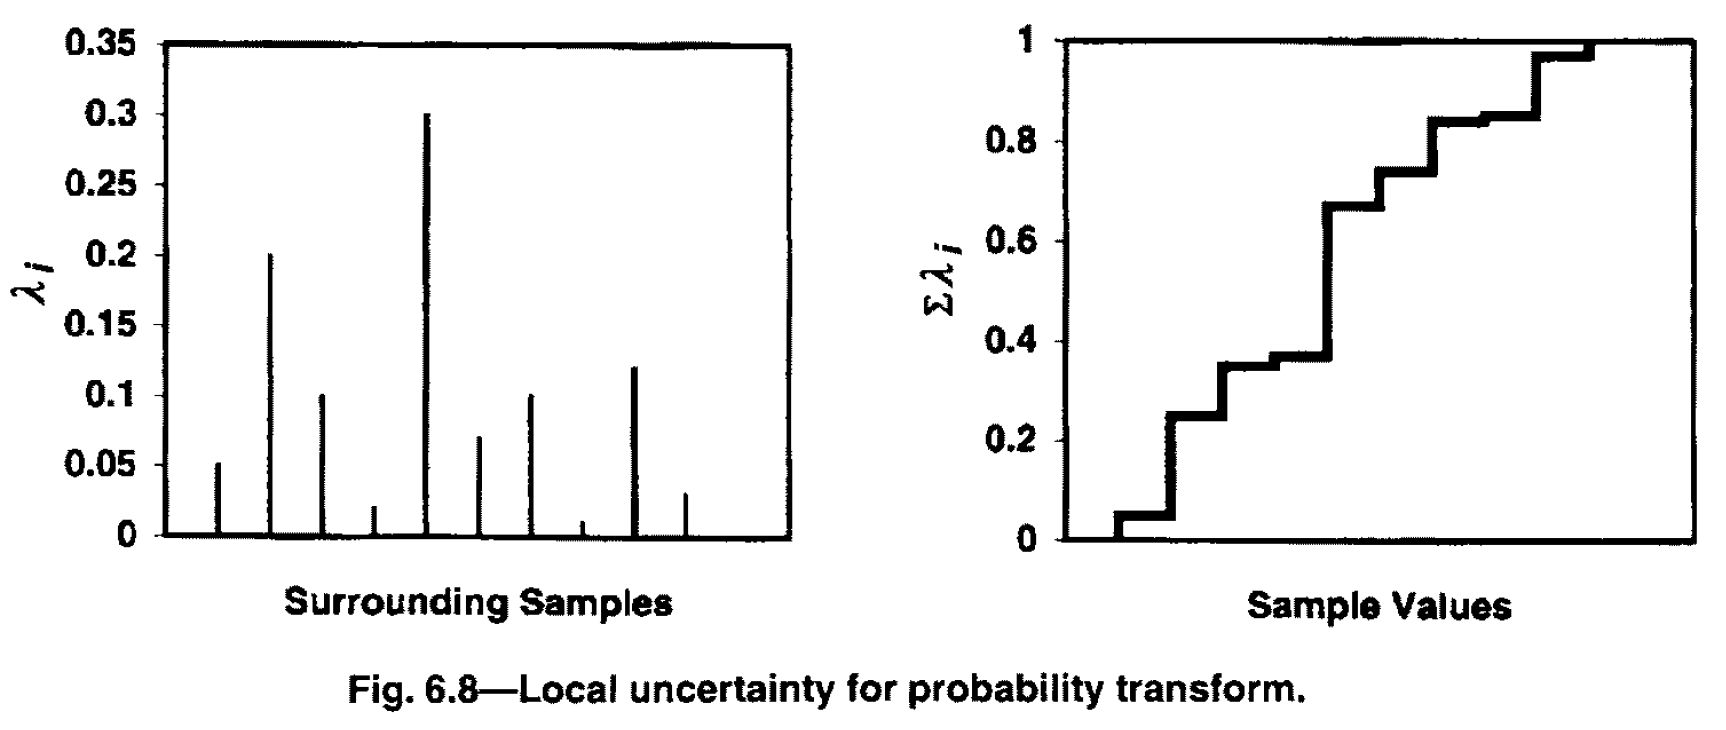 0.35
0.3
0.25
0.2
0.15
0.1
0.05
0
λi
Surrounding Samples
1
0.8
0.6
0.4
0.2
0
Σλi
Sample Values
Fig. 6.8—Local uncertainty for probability transform.